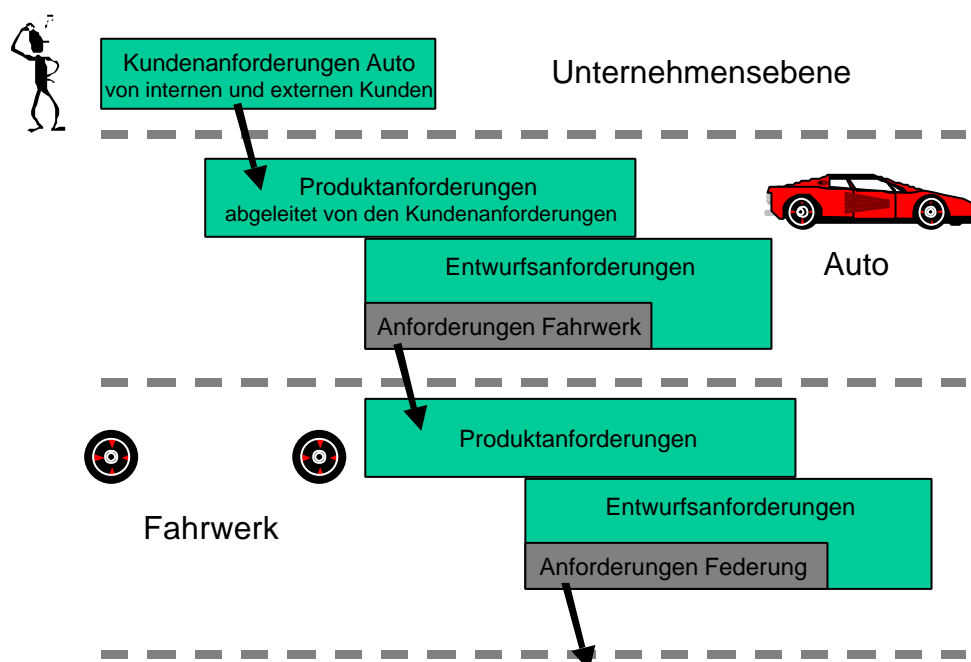 Kundenanforderungen Auto
von internen und externen Kunden
Unternehmensebene
Produktanforderungen
abgeleitet von den Kundenanforderungen
Entwurfsanforderungen
Auto
Anforderungen Fahrwerk
Produktanforderungen
Fahrwerk
Entwurfsanforderungen
Anforderungen Federung